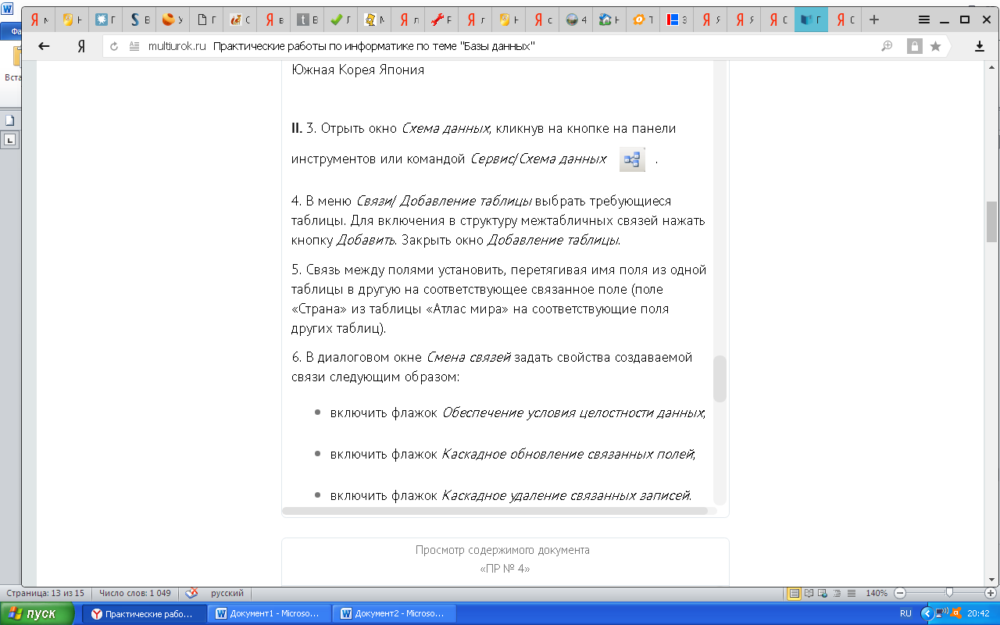 Я м
Н
Г
В
У
Г
С
Я в
t В
Г
М
Я л
Р
Я л
Н
Я с
4
Н
Т
З
Я Я
Я Я
Я С
Г
Я С
multiurok.ru Практические работы по информатике по теме "Базы данных"
Фа
Вста
Южная Корея Япония
II. 3. Отрыть окно Схема данных, кликнув на кнопке на панели
инструментов или командой Сервис/Схема данных .
4. В меню Связи/ Добавление таблицы выбрать требующиеся
таблицы. Для включения в структуру межтабличных связей нажать
кнопку Добавить. Закрыть окно Добавление таблицы.
5. Связь между полями установить, перетягивая имя поля из одной
таблицы в другую на соответствующее связанное поле (поле
«Страна» из таблицы «Атлас мира» на соответствующие поля
других таблиц).
6. В диалоговом окне Смена связей задать свойства создаваемой
связи следующим образом:
включить флажок Обеспечение условия целостности данных;
включить флажок Каскадное обновление связанных полей;
включить флажок Каскадное удаление связанных записей.
Просмотр содержимого документа
«ПР № 4»
Страница: 13 из 15 Число слов: 1 049 русский 140%
пуск Практические рабо... Документ1 - Microso... Документ2 - Microso... RU 20:42